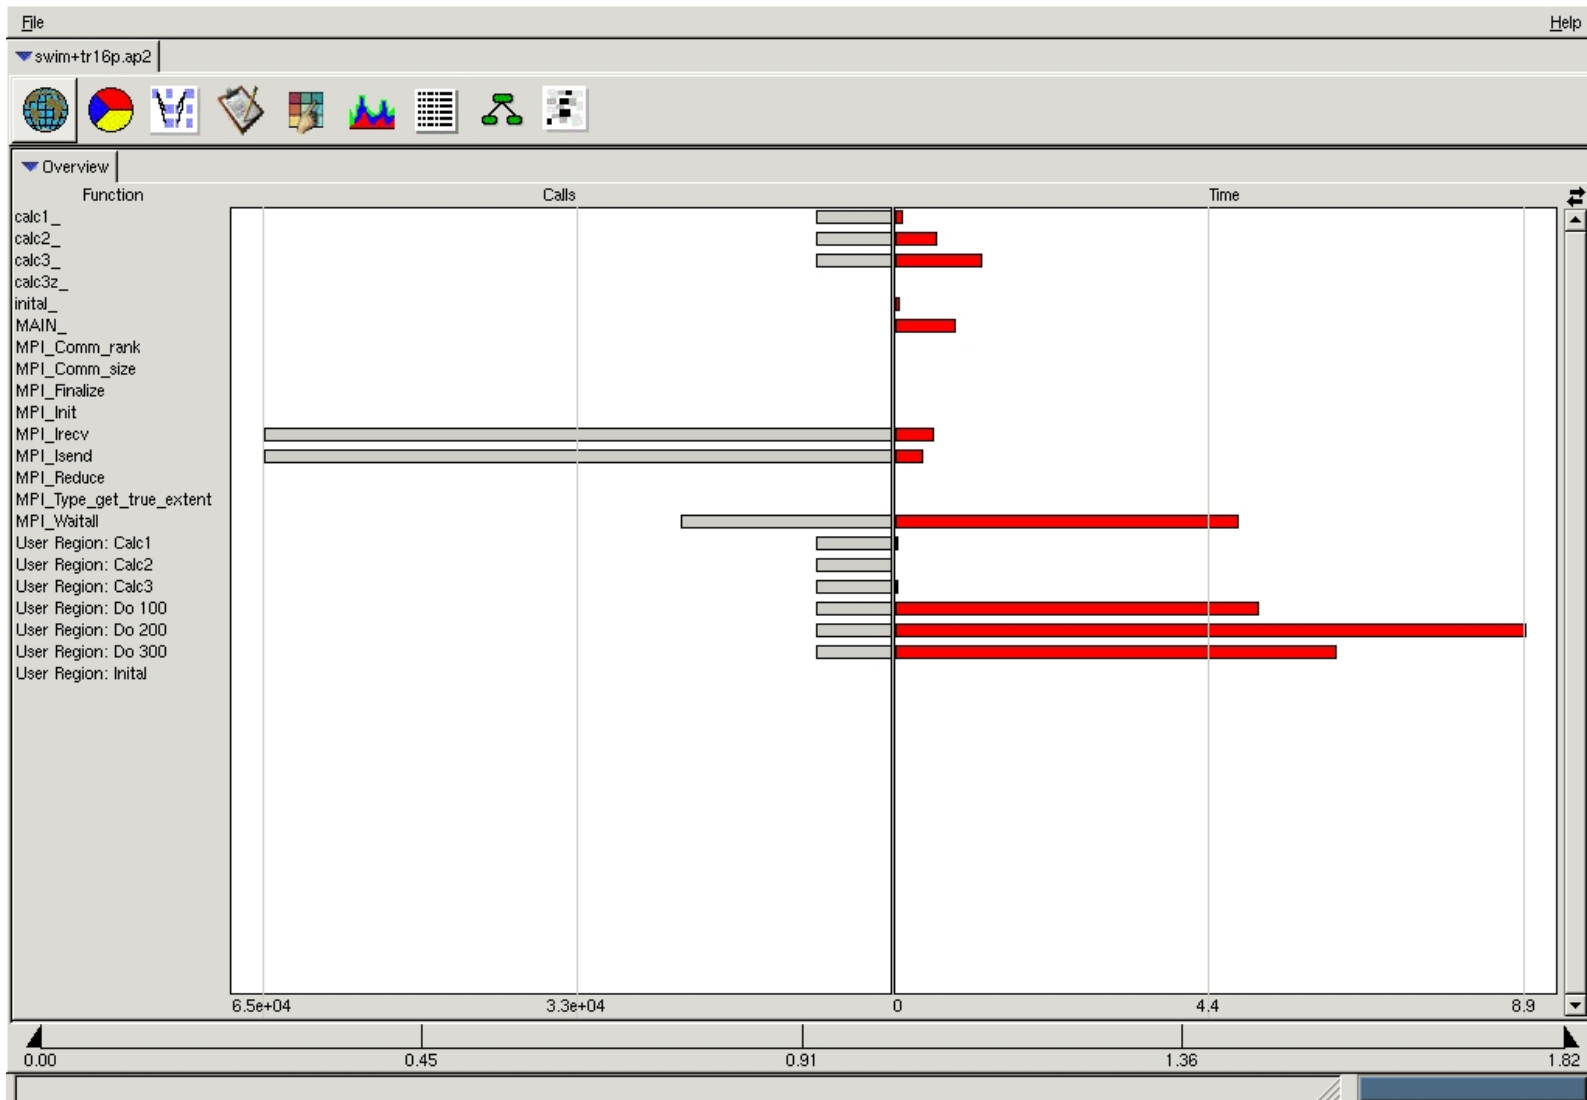 File Help
swim+tr16p.ap2
Overview
Function Calls Time
calc1_
calc2_
calc3_
calc3z_
inital_
MAIN_
MPI_Comm_rank
MPI_Comm_size
MPI_Finalize
MPI_Init
MPI_Irecv
MPI_Isend
MPI_Reduce
MPI_Type_get_true_extent
MPI_Waitall
User Region: Calc1
User Region: Calc2
User Region: Calc3
User Region: Do 100
User Region: Do 200
User Region: Do 300
User Region: Inital
6.5e+04 3.3e+04 0 4.4 8.9
0.00 0.45 0.91 1.36 1.82